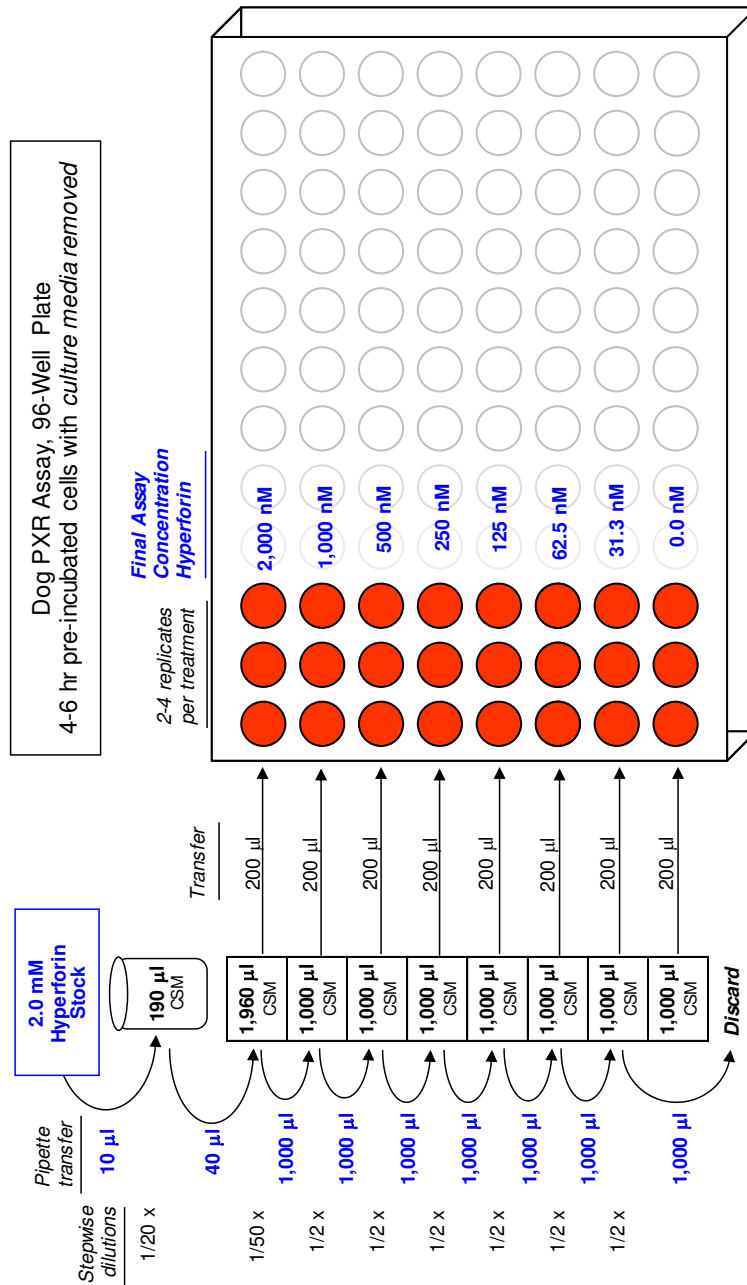 Dog PXR Assay, 96-Well Plate
4-6 hr pre-incubated cells with culture media removed
Stepwise
dilutions
1/20 x
1/50 x
1/2 x
1/2 x
1/2 x
1/2 x
1/2 x
1/2 x
Pipette
transfer
10 µl
40 µl
1,000 µl
1,000 µl
1,000 µl
1,000 µl
1,000 µl
1,000 µl
1,000 µl
2.0 mM
Hyperforin
Stock
190 µl
CSM
1,960 µl
CSM
1,000 µl
CSM
1,000 µl
CSM
1,000 µl
CSM
1,000 µl
CSM
1,000 µl
CSM
1,000 µl
CSM
1,000 µl
CSM
Discard
Transfer
200 µl
200 µl
200 µl
200 µl
200 µl
200 µl
200 µl
200 µl
2-4 replicates
per treatment
Final Assay
Concentration
Hyperforin
2,000 nM
1,000 nM
500 nM
250 nM
125 nM
62.5 nM
31.3 nM
0.0 nM